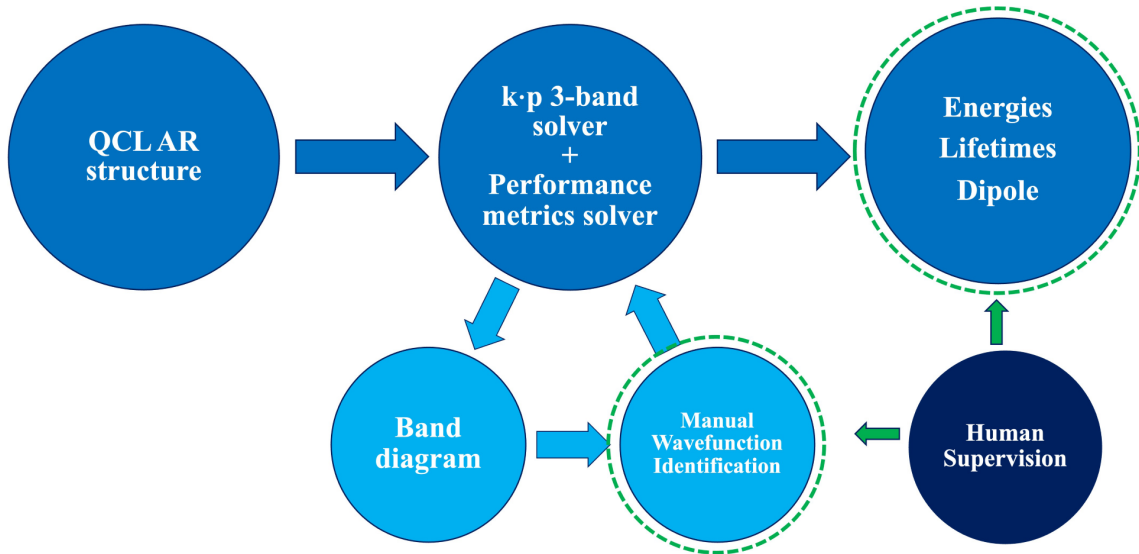 QCL AR
structure
k·p 3-band
solver
+
Performance
metrics solver
Energies
Lifetimes
Dipole
Band
diagram
Manual
Wavefunction
Identification
Human
Supervision